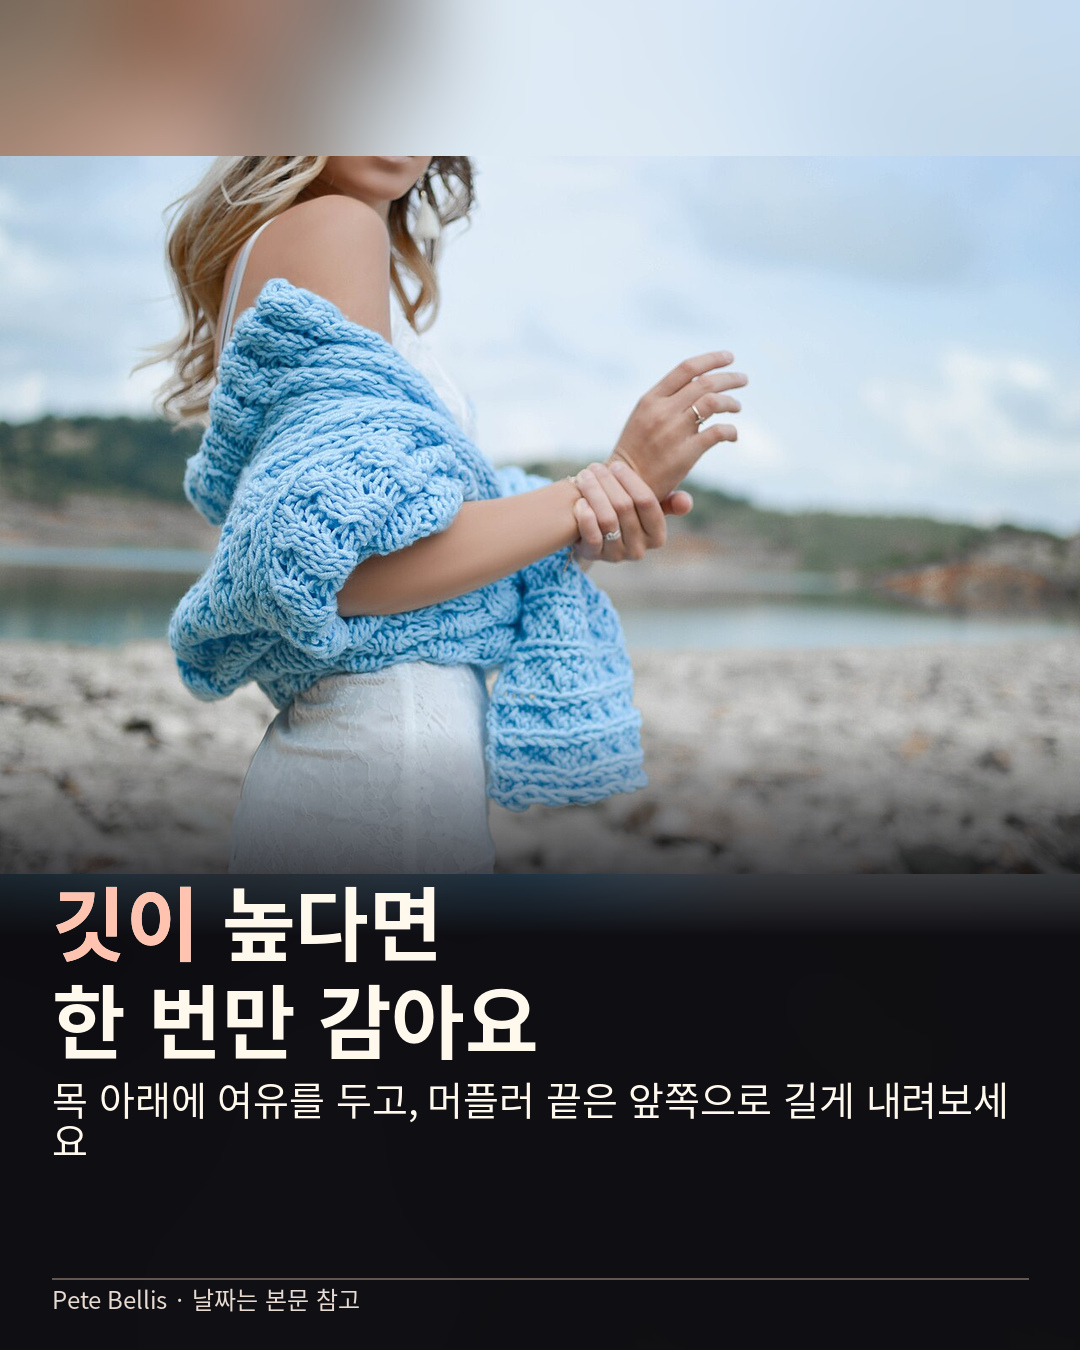 깃이 높다면
한 번만 감아요
목 아래에 여유를 두고, 머플러 끝은 앞쪽으로 길게 내려보세
요
Pete Bellis · 날짜는 본문 참고